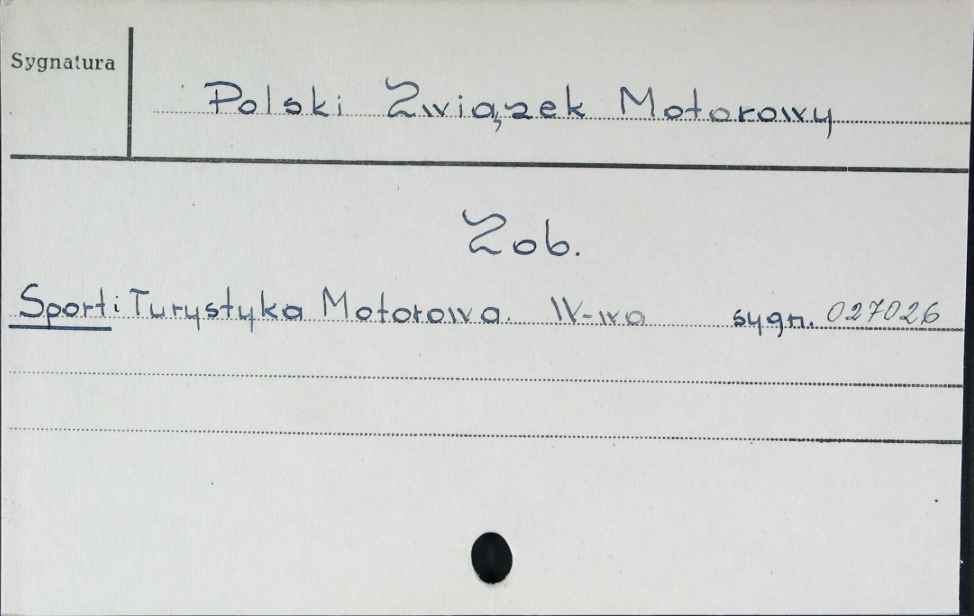 Sygnatura
Polski Związek Motorowy
Zob.
Sport i Turystyka Motorowa. W-wa sygn. 027026